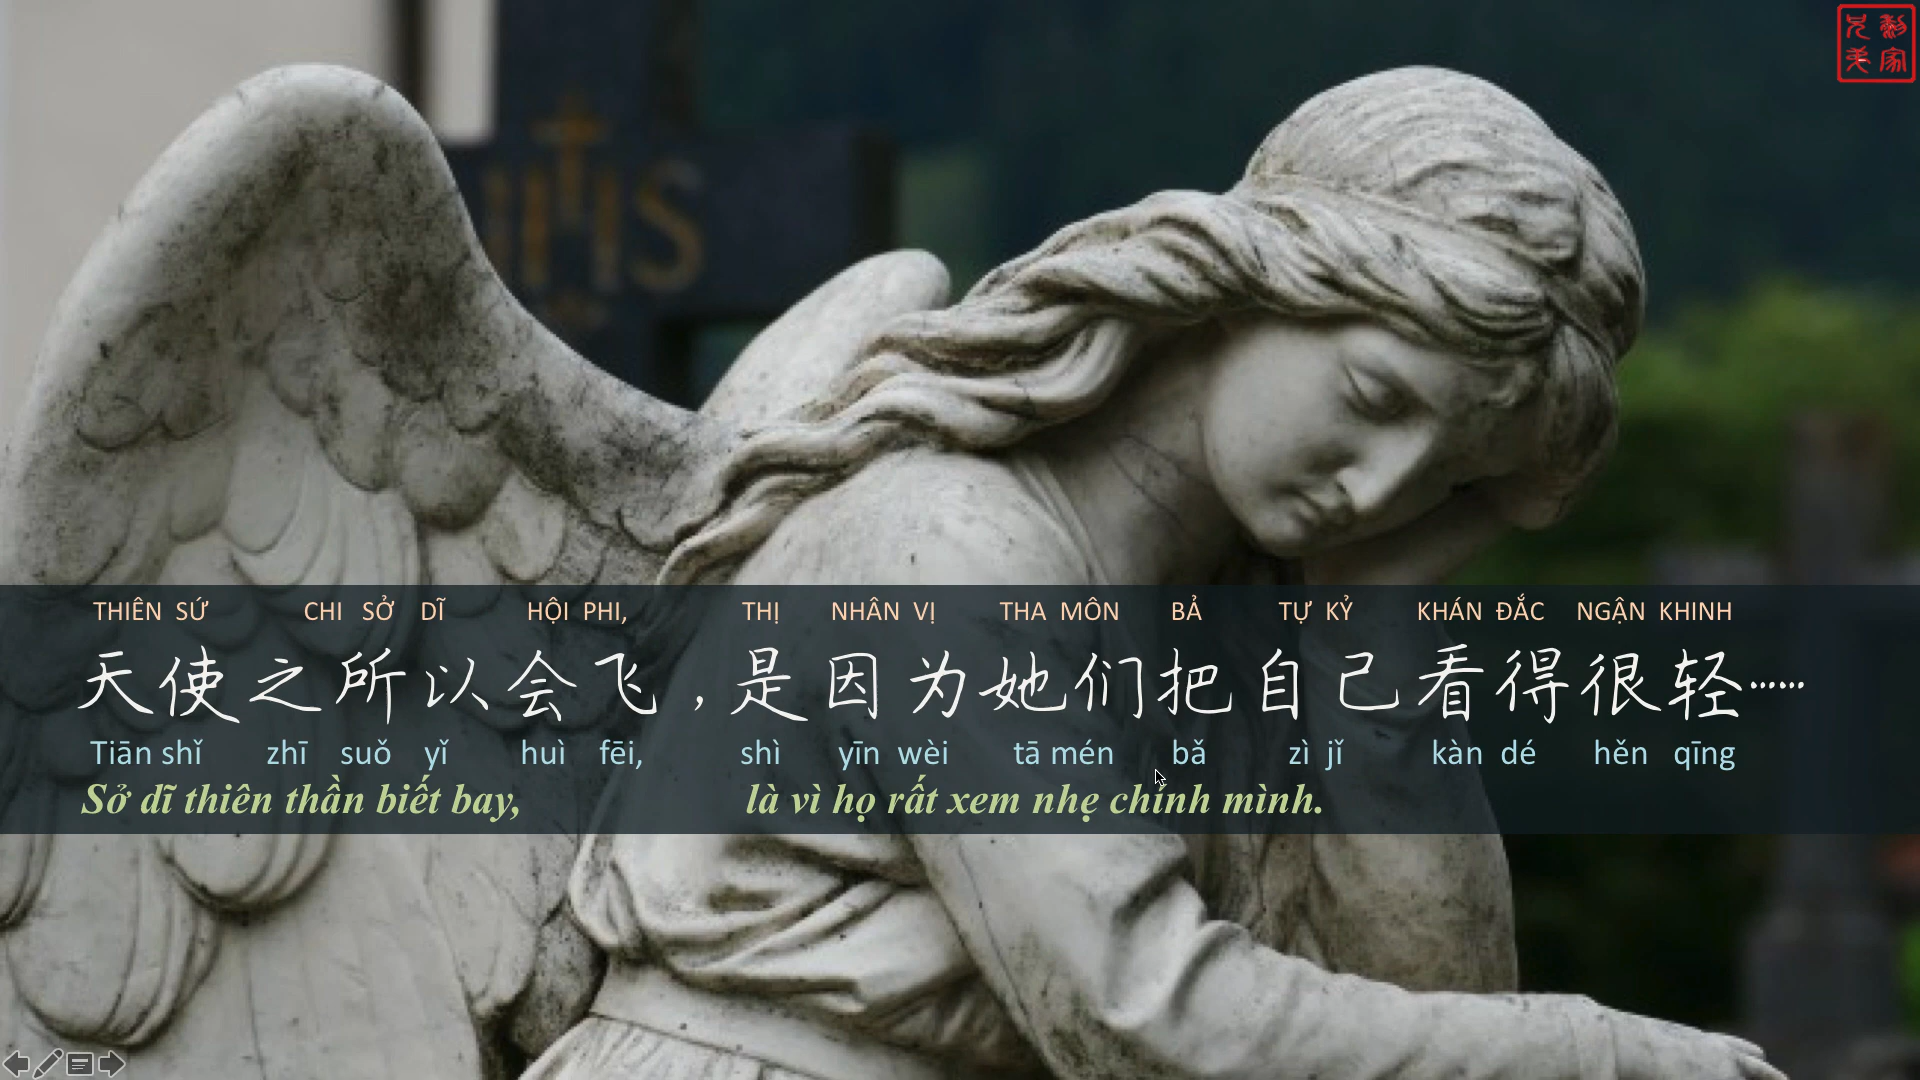 IHS
THIÊN SỨ CHI SỞ DĨ HỘI PHI, THỊ NHÂN VỊ THA MÔN BẢ TỰ KỶ KHÁN ĐẮC NGẬN KHINH
天使之所以会飞，是因为她们把自己看得很轻……
Tiān shǐ zhī suǒ yǐ huì fēi, shì yīn wèi tā mén bǎ zì jǐ kàn dé hěn qīng
Sở dĩ thiên thần biết bay, là vì họ rất xem nhẹ chính mình.